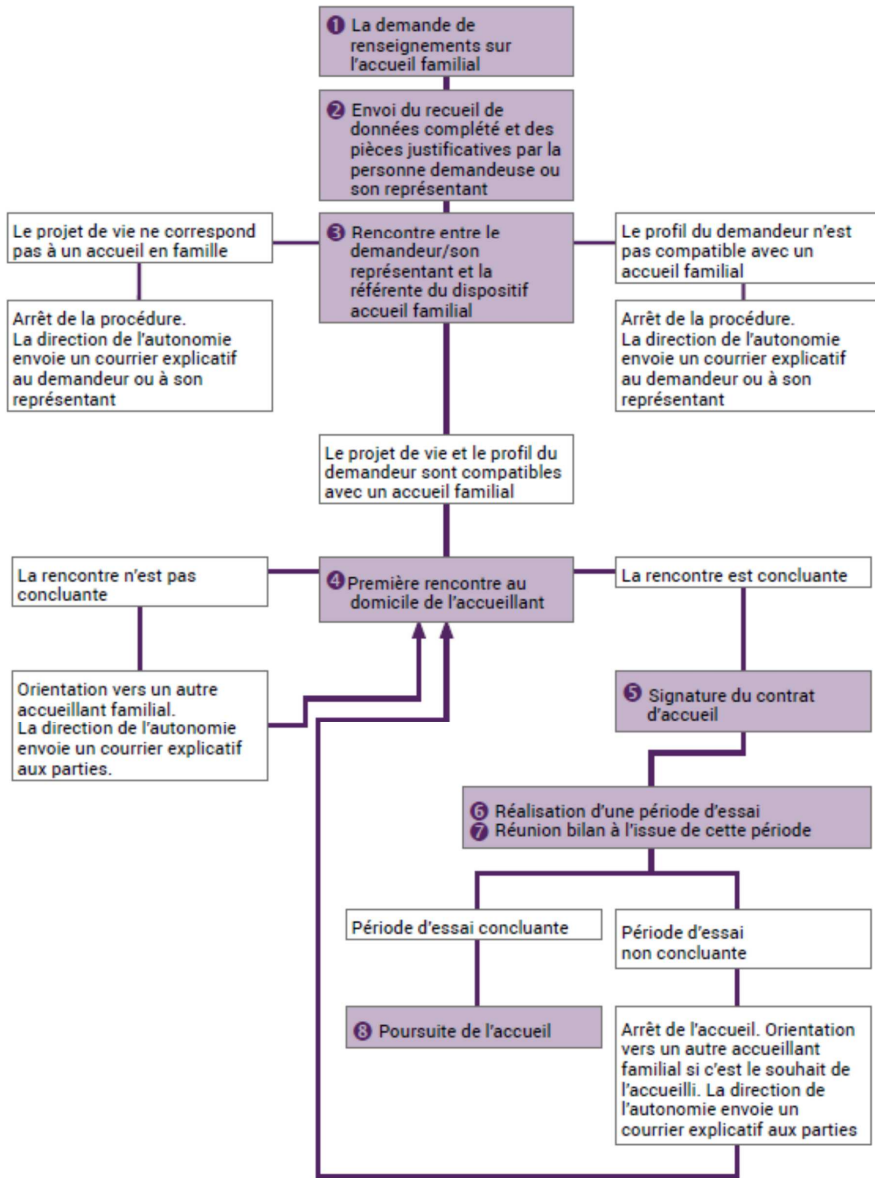 ❶ La demande de
renseignements sur
l'accueil familial
❷ Envoi du recueil de
données complété et des
pièces justificatives par la
personne demandeuse ou
son représentant
Le projet de vie ne correspond
pas à un accueil en famille
❸ Rencontre entre le
demandeur/son
représentant et la
référente du dispositif
accueil familial
Le profil du demandeur n'est
pas compatible avec un
accueil familial
Arrêt de la procédure.
La direction de l'autonomie
envoie un courrier explicatif
au demandeur ou à son
représentant
Arrêt de la procédure.
La direction de l'autonomie
envoie un courrier explicatif
au demandeur ou à son
représentant
Le projet de vie et le profil du
demandeur sont compatibles
avec un accueil familial
La rencontre n'est pas
concluante
❹ Première rencontre au
domicile de l'accueillant
La rencontre est concluante
Orientation vers un autre
accueillant familial.
La direction de l'autonomie
envoie un courrier explicatif
aux parties.
❺ Signature du contrat
d'accueil
❻ Réalisation d'une période d'essai
❼ Réunion bilan à l'issue de cette période
Période d'essai concluante
Période d'essai
non concluante
❽ Poursuite de l'accueil
Arrêt de l'accueil. Orientation
vers un autre accueillant
familial si c'est le souhait de
l'accueilli. La direction de
l'autonomie envoie un
courrier explicatif aux parties